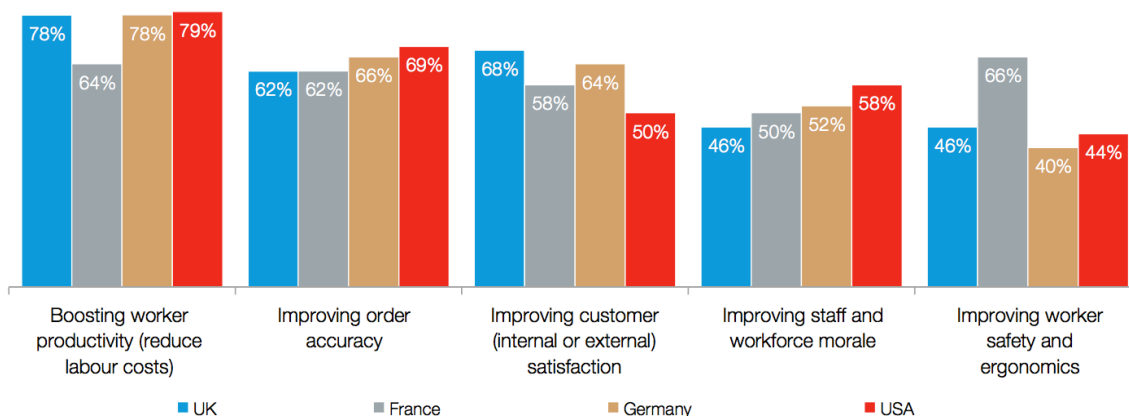 78%
64%
78%
79%
62%
62%
66%
69%
68%
58%
64%
50%
46%
50%
52%
58%
46%
66%
40%
44%
Boosting worker
productivity (reduce
labour costs)
Improving order
accuracy
Improving customer
(internal or external)
satisfaction
Improving staff and
workforce morale
Improving worker
safety and
ergonomics
UK
France
Germany
USA